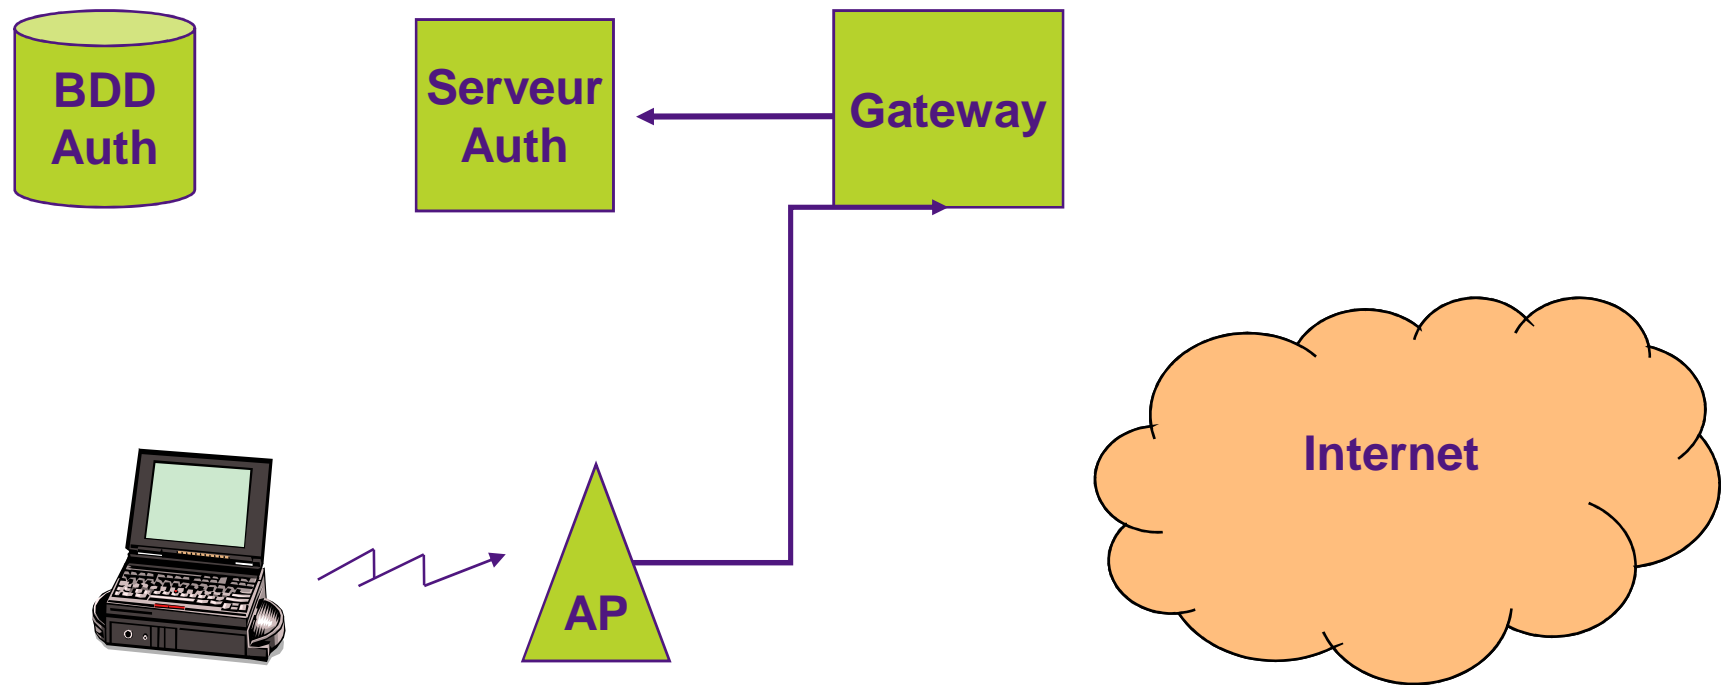 BDD
Auth
Serveur
Auth
Gateway
Internet
AP